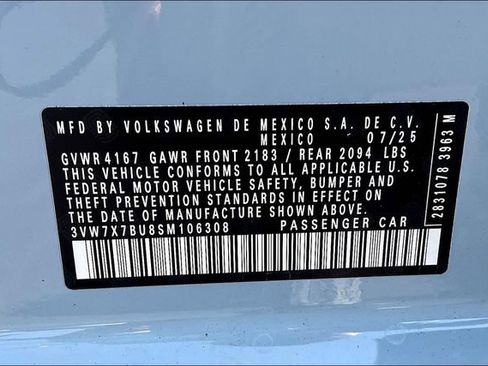 MFD BY VOLKSWAGEN DE MEXICO S.A. DE C.V.
MEXICO 07/25
GVWR 4167 GAWR FRONT 2183 / REAR 2094 LBS
THIS VEHICLE CONFORMS TO ALL APPLICABLE U.S.
FEDERAL MOTOR VEHICLE SAFETY, BUMPER AND
THEFT PREVENTION STANDARDS IN EFFECT ON
THE DATE OF MANUFACTURE SHOWN ABOVE.
3VW7X7BU8SM106308 PASSENGER CAR
2831078 3963 M